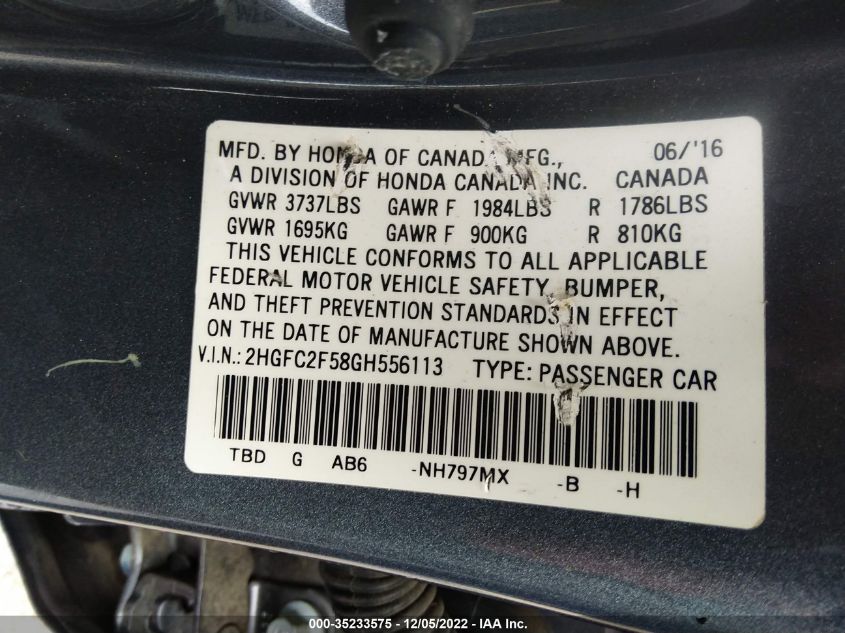 MFD. BY HONDA OF CANADA MFG., 06/'16
A DIVISION OF HONDA CANADA INC. CANADA
GVWR 3737LBS GAWR F 1984LBS R 1786LBS
GVWR 1695KG GAWR F 900KG R 810KG
THIS VEHICLE CONFORMS TO ALL APPLICABLE
FEDERAL MOTOR VEHICLE SAFETY, BUMPER,
AND THEFT PREVENTION STANDARDS IN EFFECT
ON THE DATE OF MANUFACTURE SHOWN ABOVE.
V.I.N.: 2HGFC2F58GH556113 TYPE: PASSENGER CAR
TBD G AB6 -NH797MX -B -H
000-35233575 — 12/05/2022 - IAA Inc.